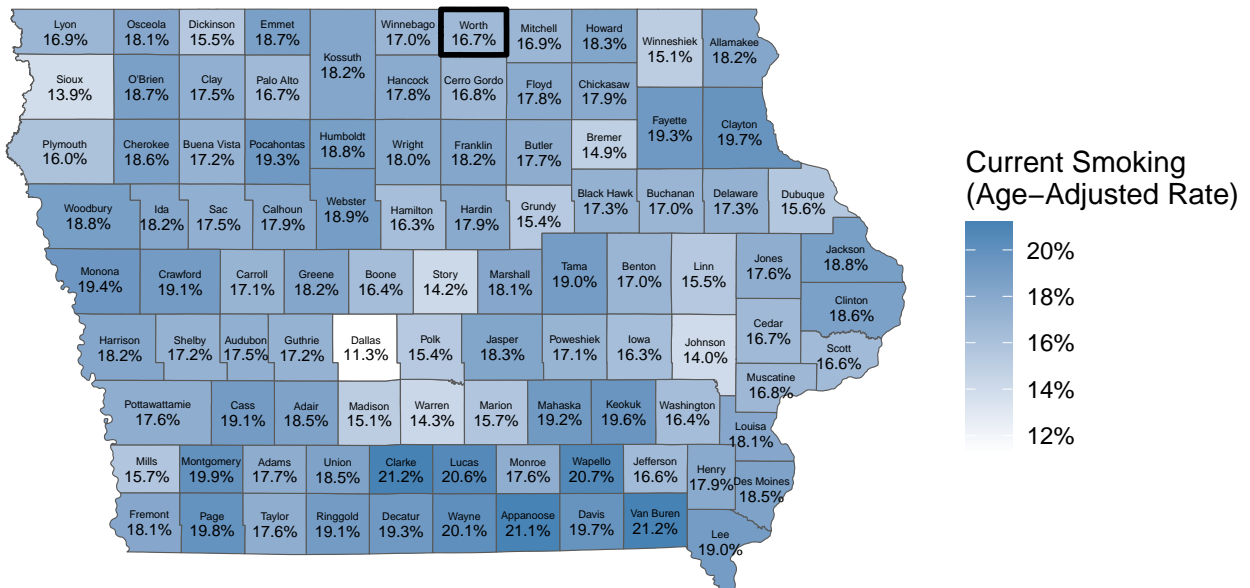 Lyon
16.9%
Osceola
18.1%
Dickinson
15.5%
Emmet
18.7%
Kossuth
18.2%
Winnebago
17.0%
Worth
16.7%
Mitchell
16.9%
Howard
18.3%
Winneshiek
15.1%
Allamakee
18.2%
Sioux
13.9%
O'Brien
18.7%
Clay
17.5%
Palo Alto
16.7%
Hancock
17.8%
Cerro Gordo
16.8%
Floyd
17.8%
Chickasaw
17.9%
Fayette
19.3%
Clayton
19.7%
Plymouth
16.0%
Cherokee
18.6%
Buena Vista
17.2%
Pocahontas
19.3%
Humboldt
18.8%
Wright
18.0%
Franklin
18.2%
Butler
17.7%
Bremer
14.9%
Woodbury
18.8%
Ida
18.2%
Sac
17.5%
Calhoun
17.9%
Webster
18.9%
Hamilton
16.3%
Hardin
17.9%
Grundy
15.4%
Black Hawk
17.3%
Buchanan
17.0%
Delaware
17.3%
Dubuque
15.6%
Monona
19.4%
Crawford
19.1%
Carroll
17.1%
Greene
18.2%
Boone
16.4%
Story
14.2%
Marshall
18.1%
Tama
19.0%
Benton
17.0%
Linn
15.5%
Jones
17.6%
Jackson
18.8%
Clinton
18.6%
Harrison
18.2%
Shelby
17.2%
Audubon
17.5%
Guthrie
17.2%
Dallas
11.3%
Polk
15.4%
Jasper
18.3%
Poweshiek
17.1%
Iowa
16.3%
Johnson
14.0%
Cedar
16.7%
Scott
16.6%
Muscatine
16.8%
Pottawattamie
17.6%
Cass
19.1%
Adair
18.5%
Madison
15.1%
Warren
14.3%
Marion
15.7%
Mahaska
19.2%
Keokuk
19.6%
Washington
16.4%
Louisa
18.1%
Mills
15.7%
Montgomery
19.9%
Adams
17.7%
Union
18.5%
Clarke
21.2%
Lucas
20.6%
Monroe
17.6%
Wapello
20.7%
Jefferson
16.6%
Henry
17.9%
Des Moines
18.5%
Fremont
18.1%
Page
19.8%
Taylor
17.6%
Ringgold
19.1%
Decatur
19.3%
Wayne
20.1%
Appanoose
21.1%
Davis
19.7%
Van Buren
21.2%
Lee
19.0%
Current Smoking
(Age−Adjusted Rate)
20%
18%
16%
14%
12%